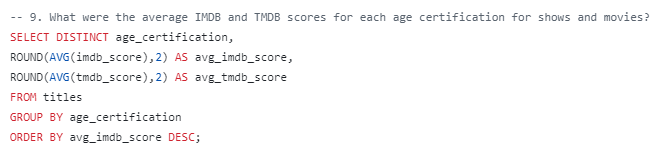 -- 9. What were the average IMDB and TMDB scores for each age certification for shows and movies?
SELECT DISTINCT age_certification,
ROUND(AVG(imdb_score),2) AS avg_imdb_score,
ROUND(AVG(tmdb_score),2) AS avg_tmdb_score
FROM titles
GROUP BY age_certification
ORDER BY avg_imdb_score DESC;